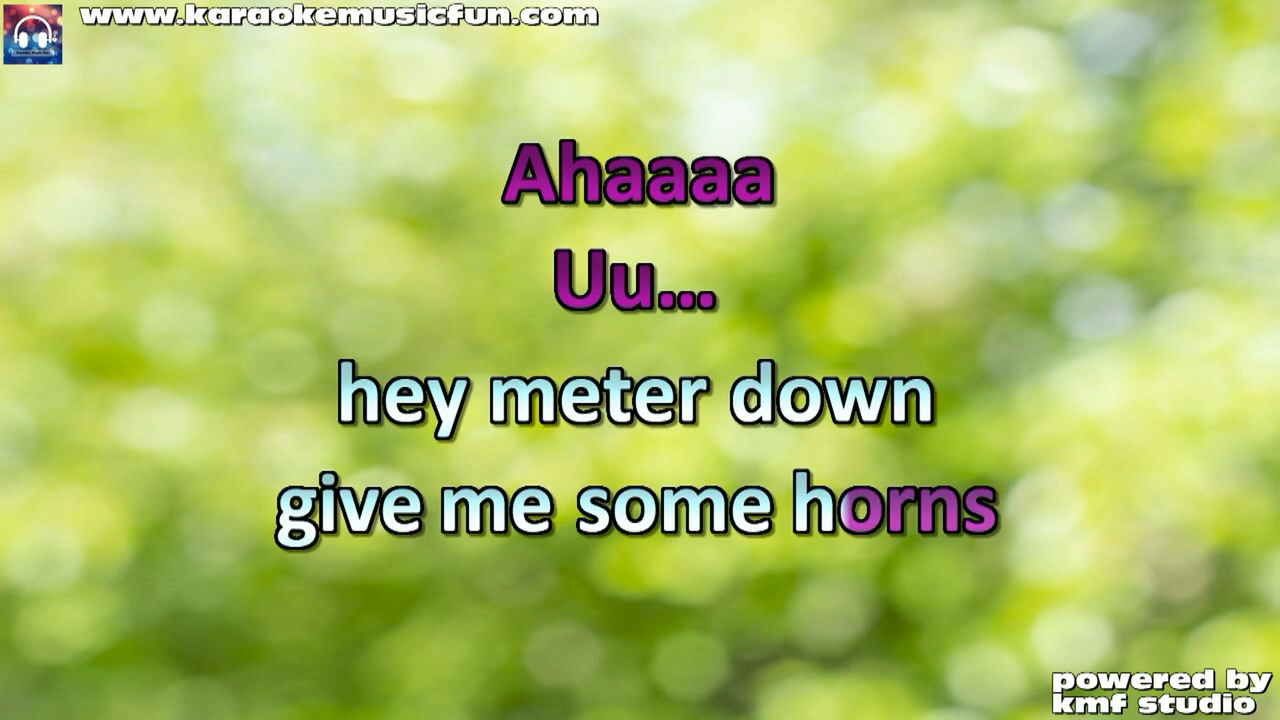 www.karaokemusicfun.com
Ahaaaa
Uu...
hey meter down
give me some horns
powered by
kmf studio